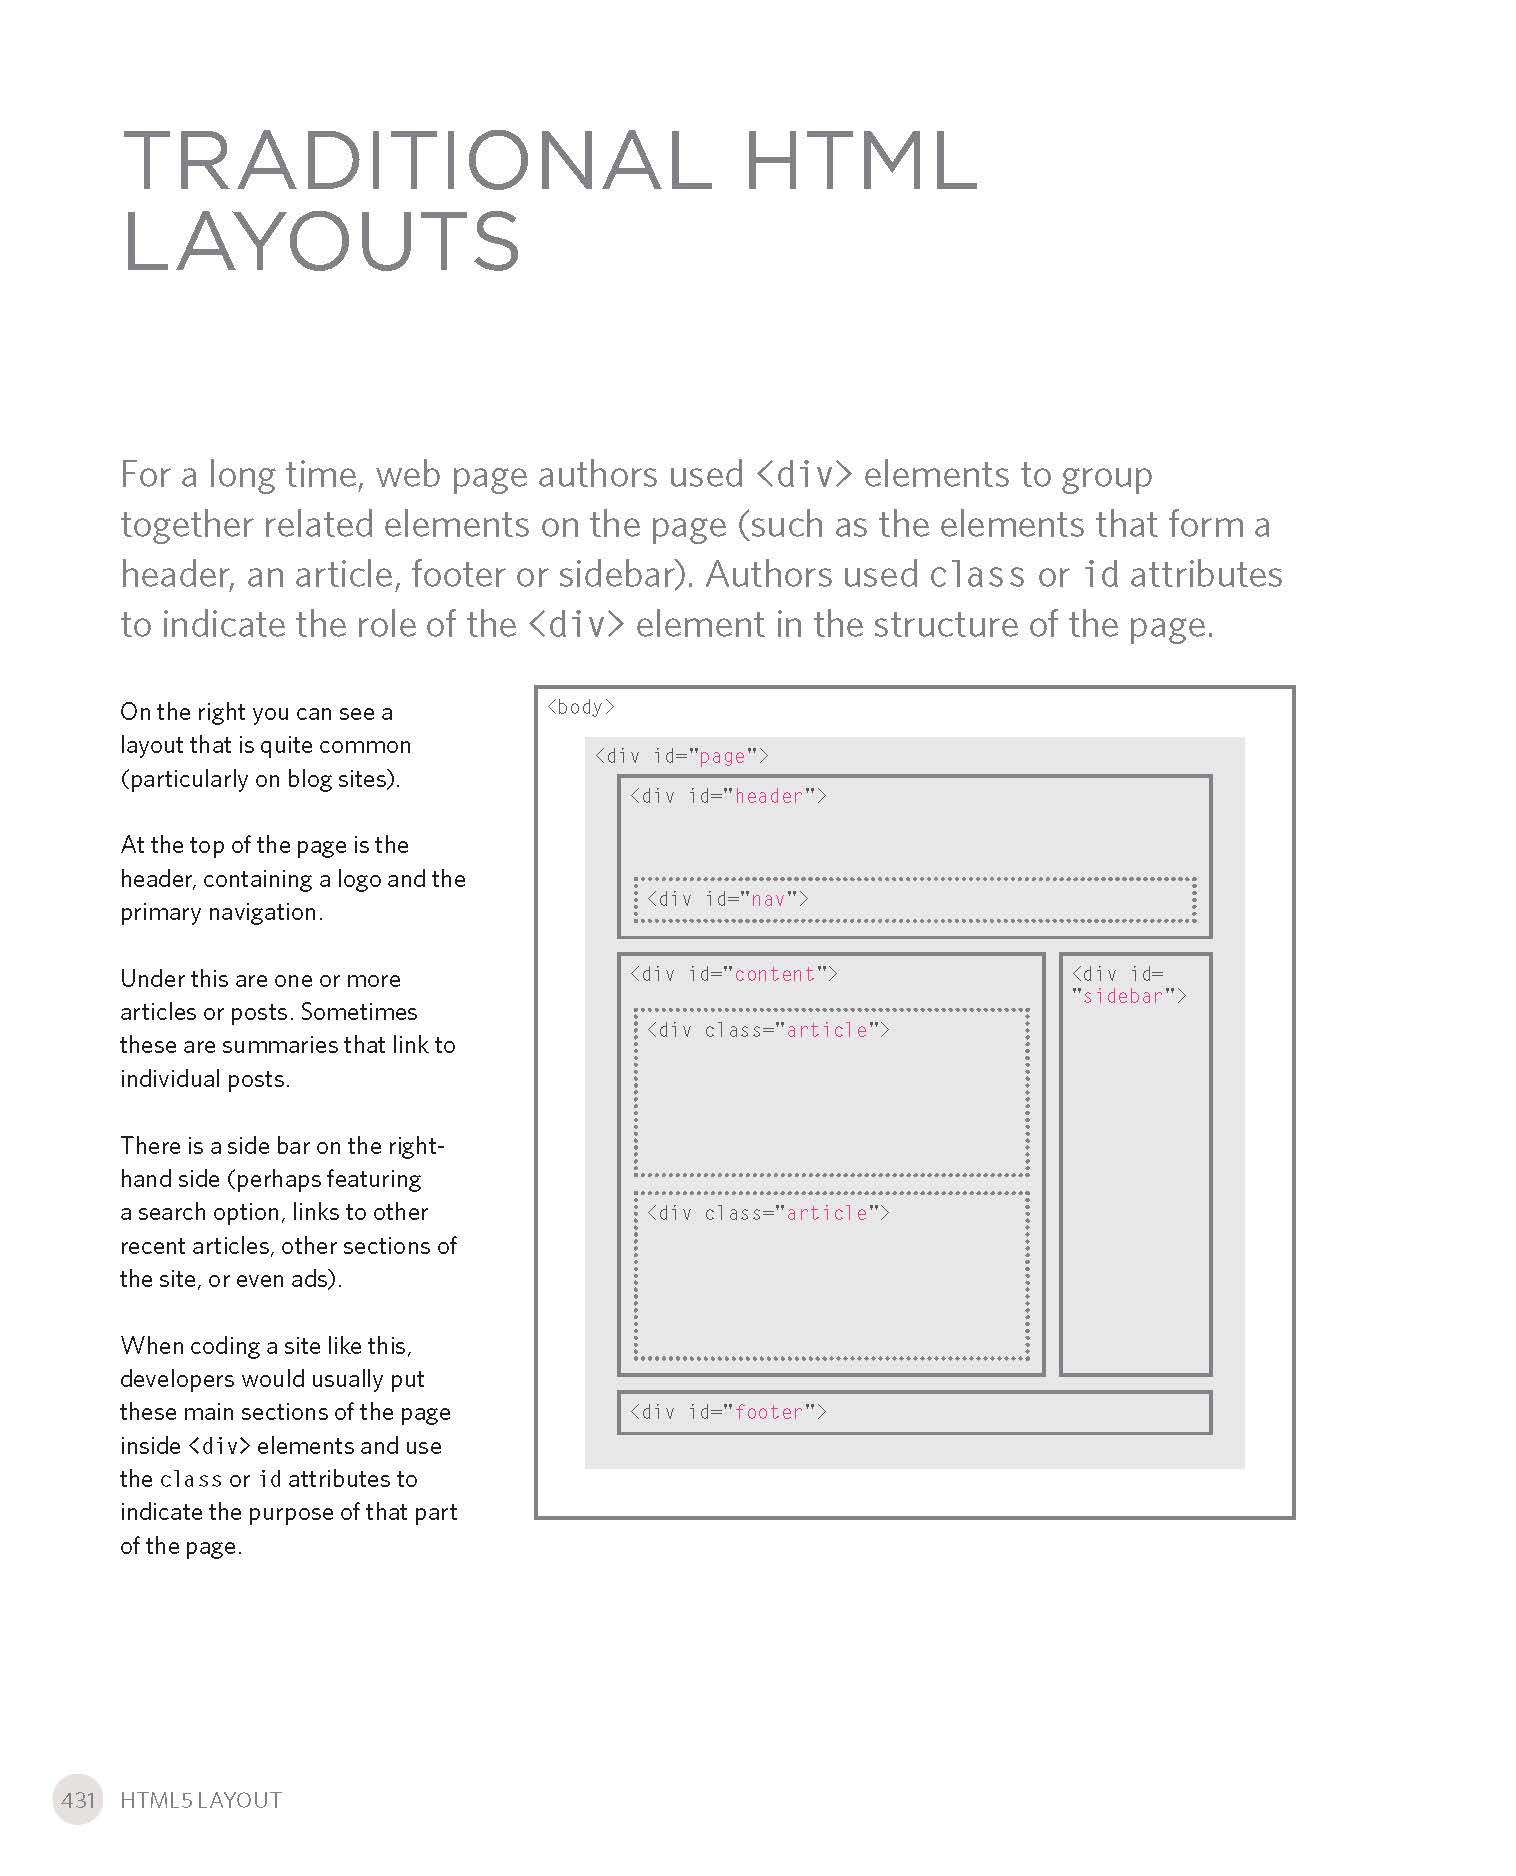 TRADITIONAL HTML
LAYOUTS
For a long time, web page authors used <div> elements to group
together related elements on the page (such as the elements that form a
header, an article, footer or sidebar). Authors used class or id attributes
to indicate the role of the <div> element in the structure of the page.
On the right you can see a
layout that is quite common
(particularly on blog sites).
At the top of the page is the
header, containing a logo and the
primary navigation.
Under this are one or more
articles or posts. Sometimes
these are summaries that link to
individual posts.
There is a side bar on the right-
hand side (perhaps featuring
a search option, links to other
recent articles, other sections of
the site, or even ads).
When coding a site like this,
developers would usually put
these main sections of the page
inside <div> elements and use
the class or id attributes to
indicate the purpose of that part
of the page.
<body>
<div id="page">
<div id="header">
<div id="nav">
<div id="content">
<div class="article">
<div class="article">
<div id=
"sidebar">
<div id="footer">
431 HTML5 LAYOUT